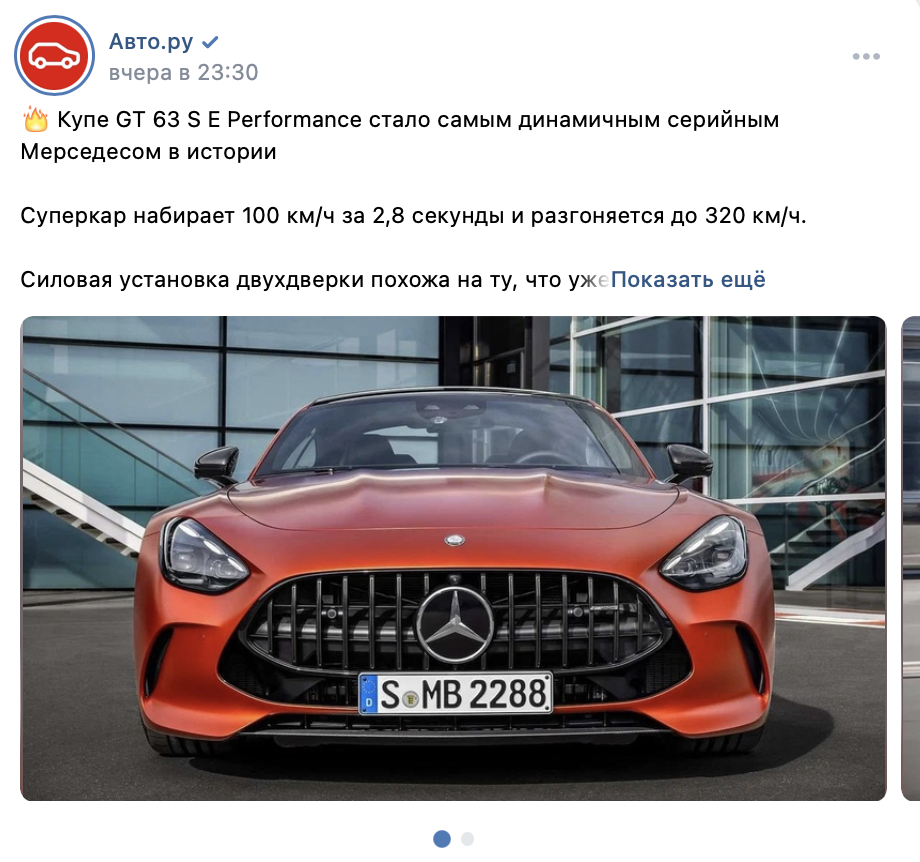 Авто.ру
вчера в 23:30
🔥 Купе GT 63 S E Performance стало самым динамичным серийным
Мерседесом в истории
Суперкар набирает 100 км/ч за 2,8 секунды и разгоняется до 320 км/ч.
Силовая установка двухдверки похожа на ту, что уже Показать ещё
D S MB 2288